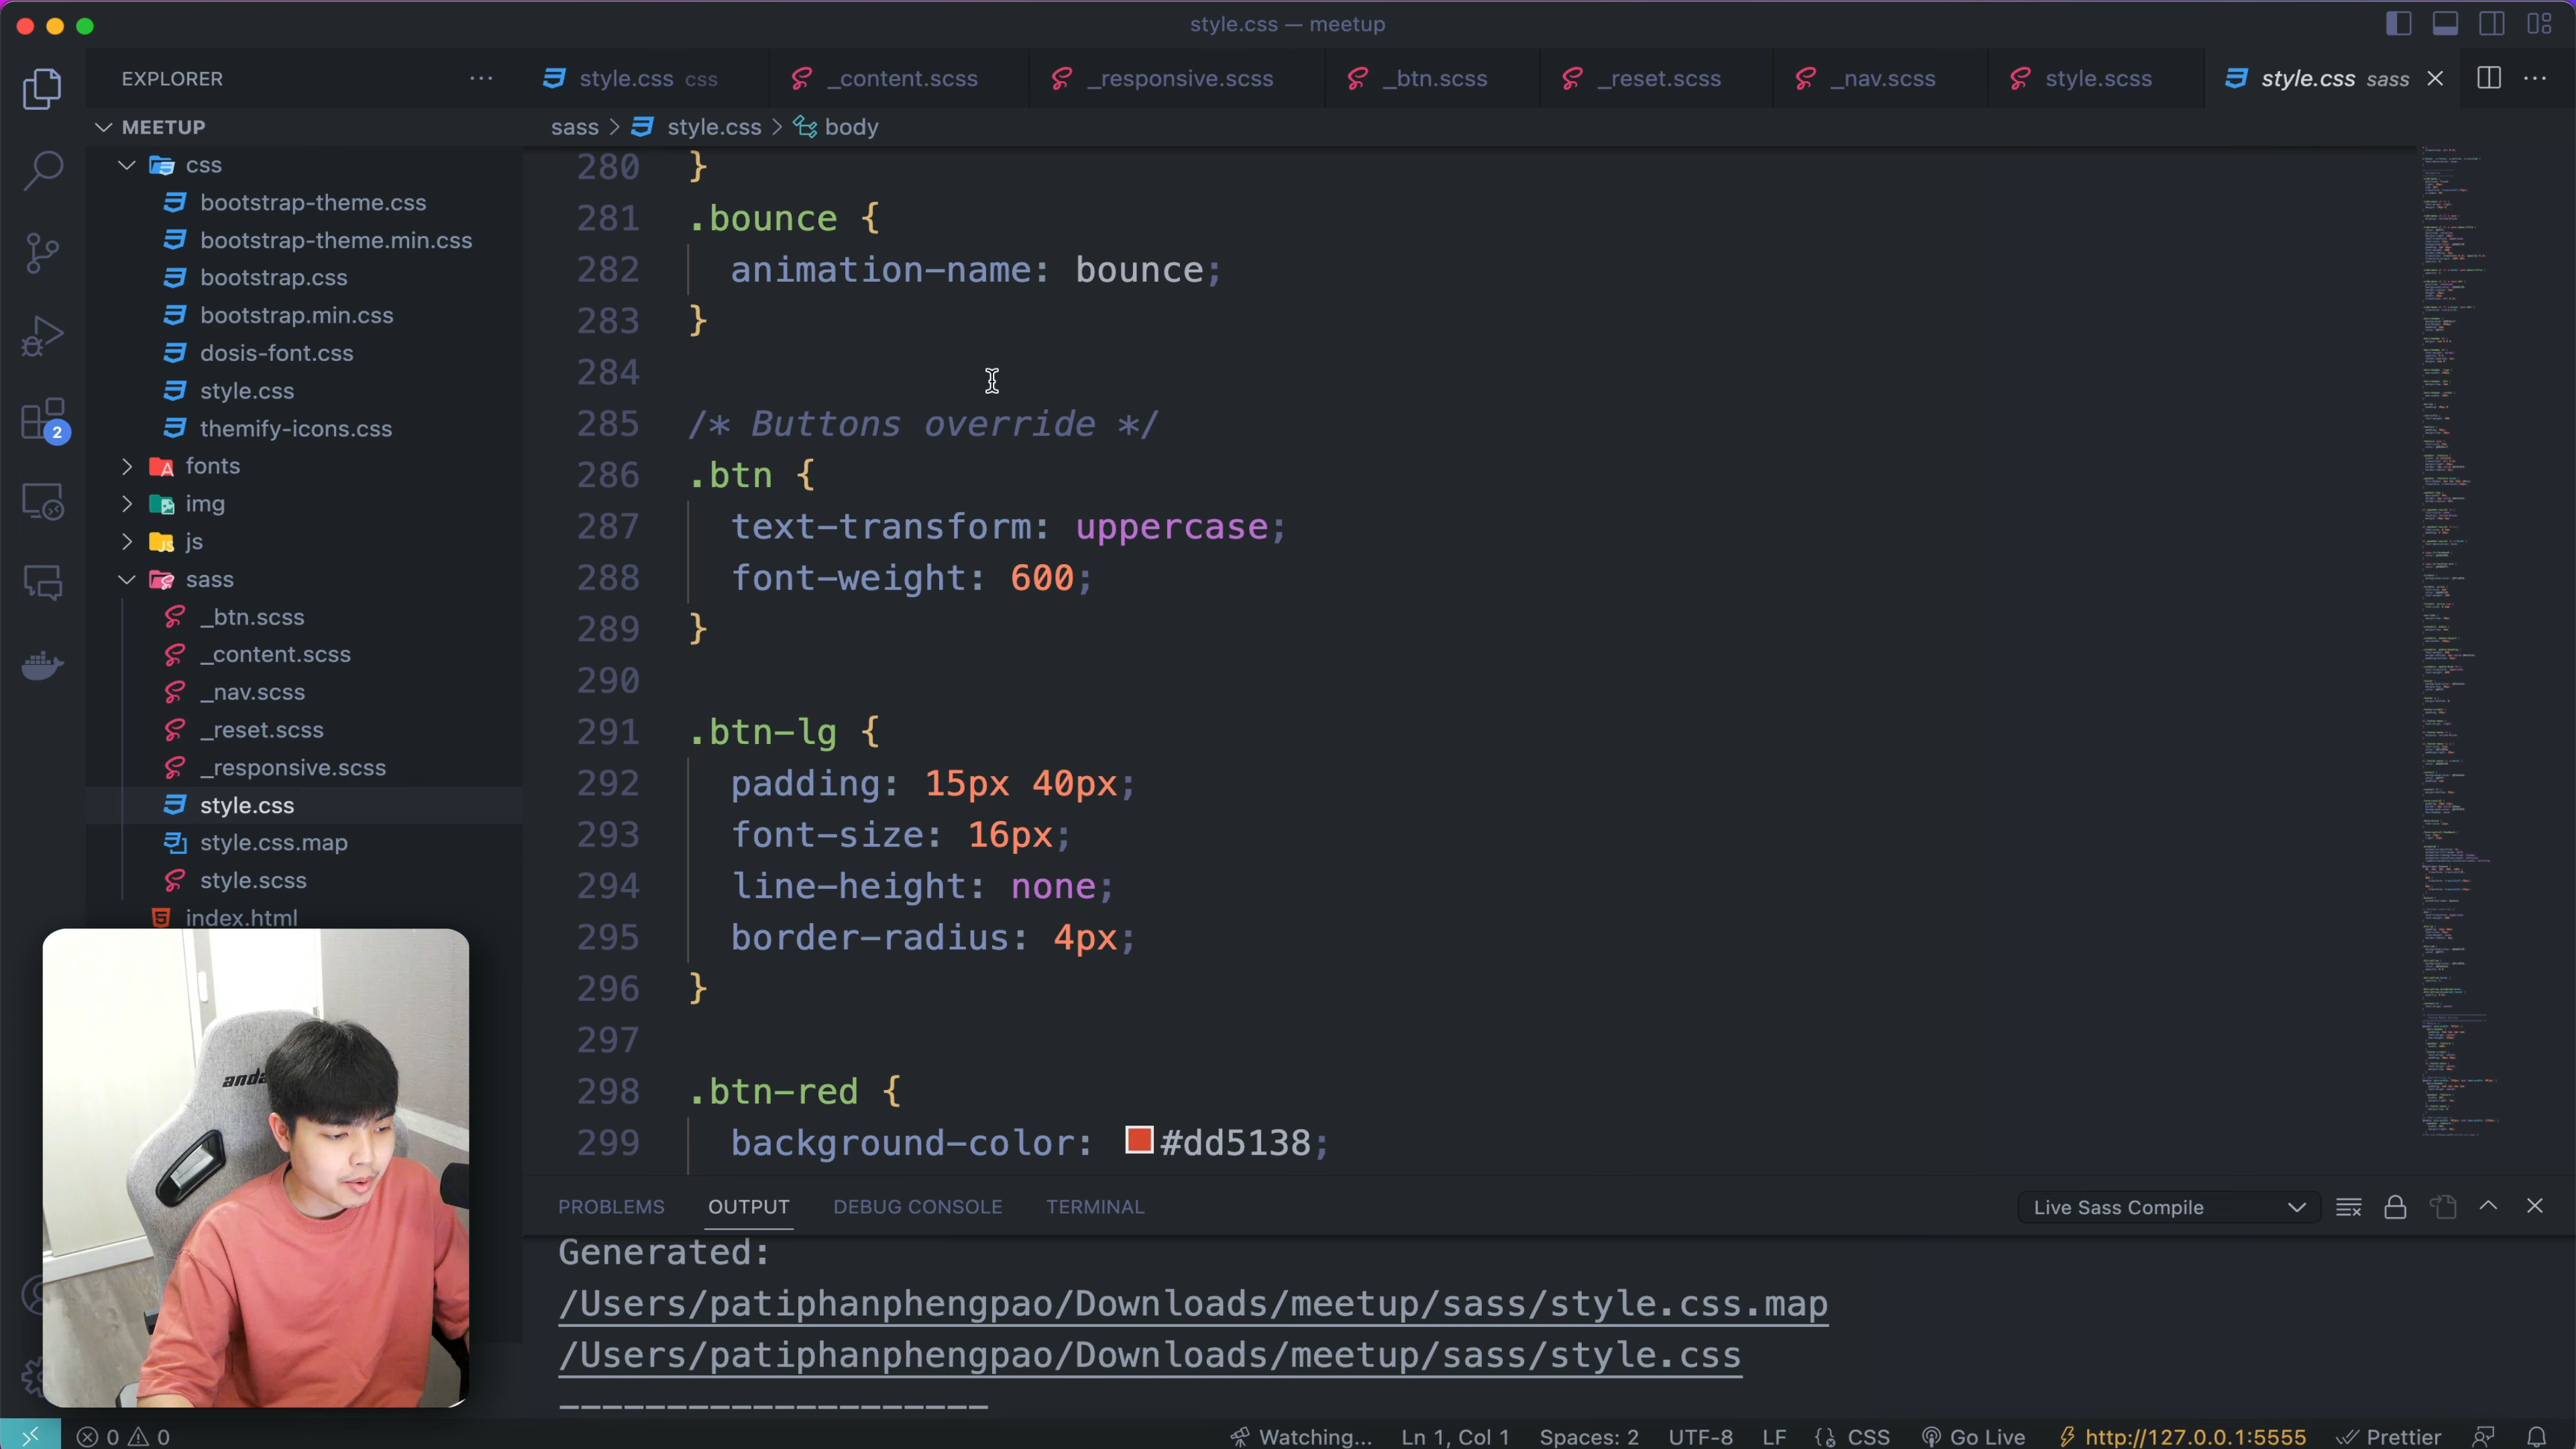 style.css — meetup
EXPLORER
style.css css
_content.scss
_responsive.scss
_btn.scss
_reset.scss
_nav.scss
style.scss
style.css sass
MEETUP
sass > style.css > body
css
bootstrap-theme.css
bootstrap-theme.min.css
bootstrap.css
bootstrap.min.css
dosis-font.css
style.css
themify-icons.css
fonts
img
js
sass
_btn.scss
_content.scss
_nav.scss
_reset.scss
_responsive.scss
style.css
style.css.map
style.scss
index.html
2
280 }
281 .bounce {
282 animation-name: bounce;
283 }
284
285 /* Buttons override */
286 .btn {
287 text-transform: uppercase;
288 font-weight: 600;
289 }
290
291 .btn-lg {
292 padding: 15px 40px;
293 font-size: 16px;
294 line-height: none;
295 border-radius: 4px;
296 }
297
298 .btn-red {
299 background-color: #dd5138;
PROBLEMS OUTPUT DEBUG CONSOLE TERMINAL
Live Sass Compile
Generated:
/Users/patiphanphengpao/Downloads/meetup/sass/style.css.map
/Users/patiphanphengpao/Downloads/meetup/sass/style.css
--------------------
0 0
Watching... Ln 1, Col 1 Spaces: 2 UTF-8 LF CSS Go Live http://127.0.0.1:5555 Prettier